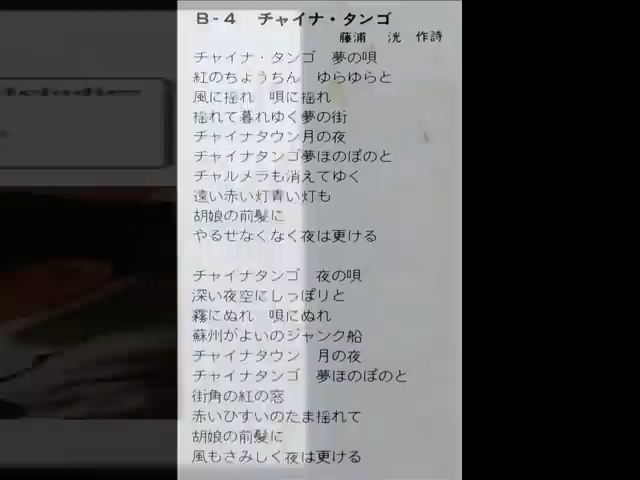 B-4 チャイナ・タンゴ
藤浦 洸 作詩
チャイナ・タンゴ 夢の唄
紅のちょうちん ゆらゆらと
風に揺れ 唄に揺れ
揺れて暮れゆく夢の街
チャイナタウン月の夜
チャイナタンゴ夢ほのぼのと
チャルメラも消えてゆく
遠い赤い灯青い灯も
胡娘の前髪に
やるせなくなく夜は更ける
チャイナタンゴ 夜の唄
深い夜空にしっぽりと
霧にぬれ 唄にぬれ
蘇州がよいのジャンク船
チャイナタウン 月の夜
チャイナタンゴ 夢ほのぼのと
街角の紅の窓
赤いひすいのたま揺れて
胡娘の前髪に
風もさみしく夜は更ける